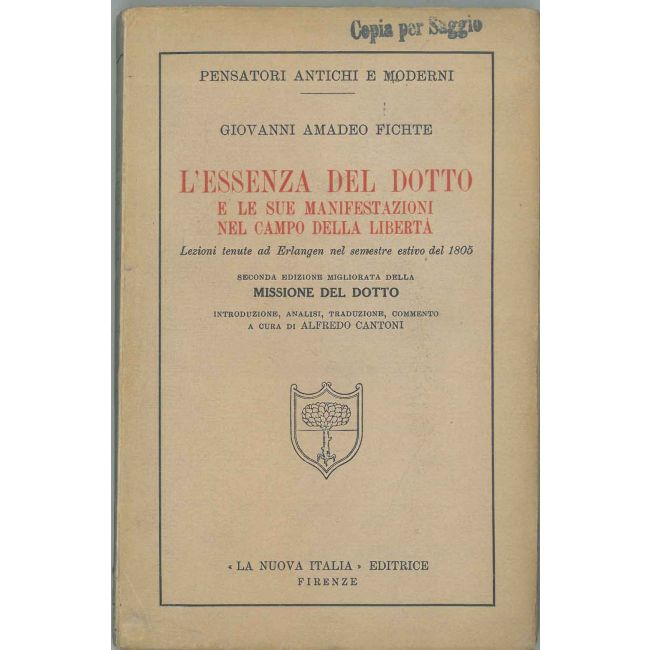 Copia per Saggio
PENSATORI ANTICHI E MODERNI
GIOVANNI AMADEO FICHTE
L'ESSENZA DEL DOTTO
E LE SUE MANIFESTAZIONI
NEL CAMPO DELLA LIBERTÀ
Lezioni tenute ad Erlangen nel semestre estivo del 1805
SECONDA EDIZIONE MIGLIORATA DELLA
MISSIONE DEL DOTTO
INTRODUZIONE, ANALISI, TRADUZIONE, COMMENTO
A CURA DI ALFREDO CANTONI
« LA NUOVA ITALIA » EDITRICE
FIRENZE